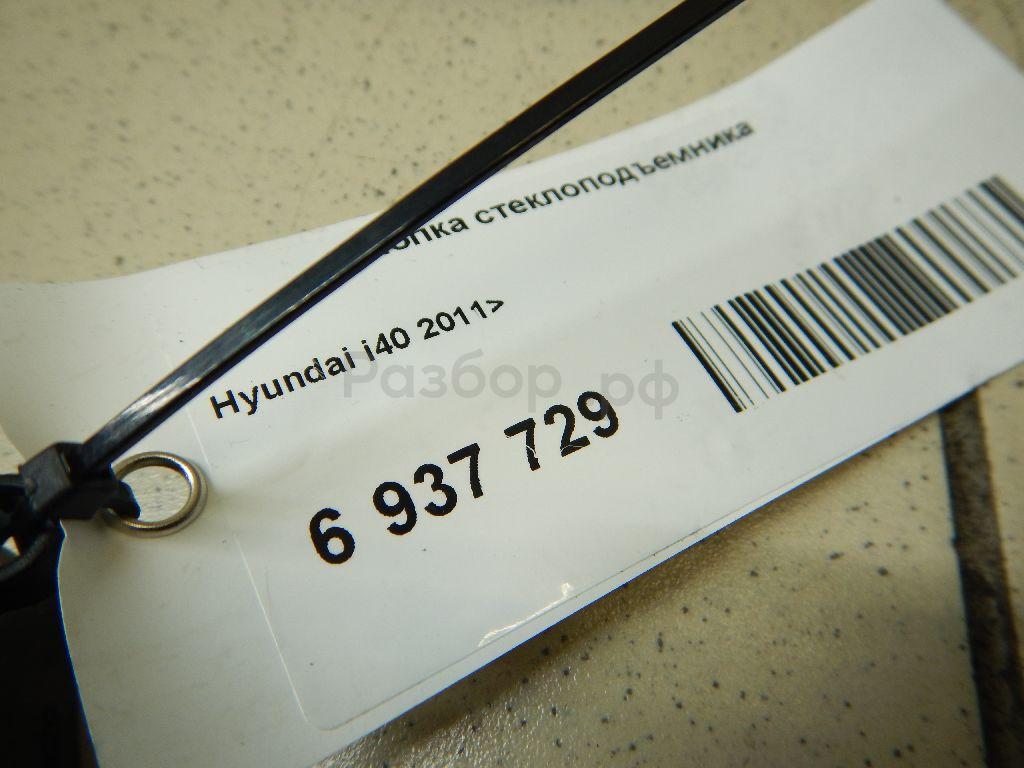 стеклоподъемника
Hyundai i40 2011>
Разбор.рф
6 937 729